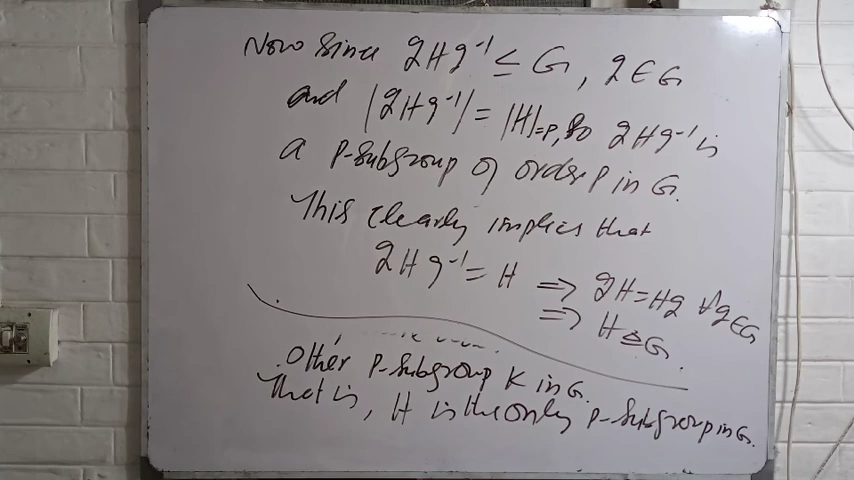 Now since gHg⁻¹ ≤ G, g∈G
and |gHg⁻¹| = |H|=p, so gHg⁻¹ is
a p-subgroup of order p in G.
This clearly implies that
gHg⁻¹ = H ⇒ gH=Hg ∀g∈G
⇒ H⊴G.
Other p-subgroup K in G.
That is, H is the only p-subgroup in G.